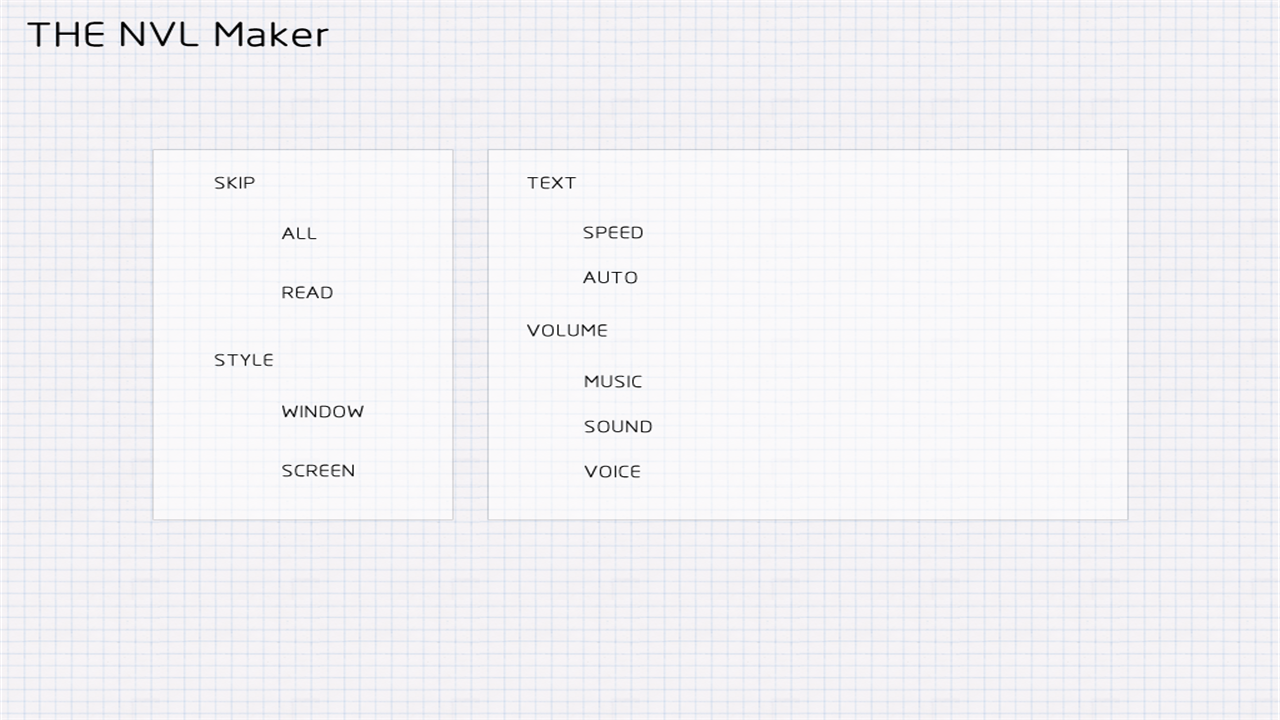 THE NVL Maker
SKIP
ALL
READ
STYLE
WINDOW
SCREEN
TEXT
SPEED
AUTO
VOLUME
MUSIC
SOUND
VOICE